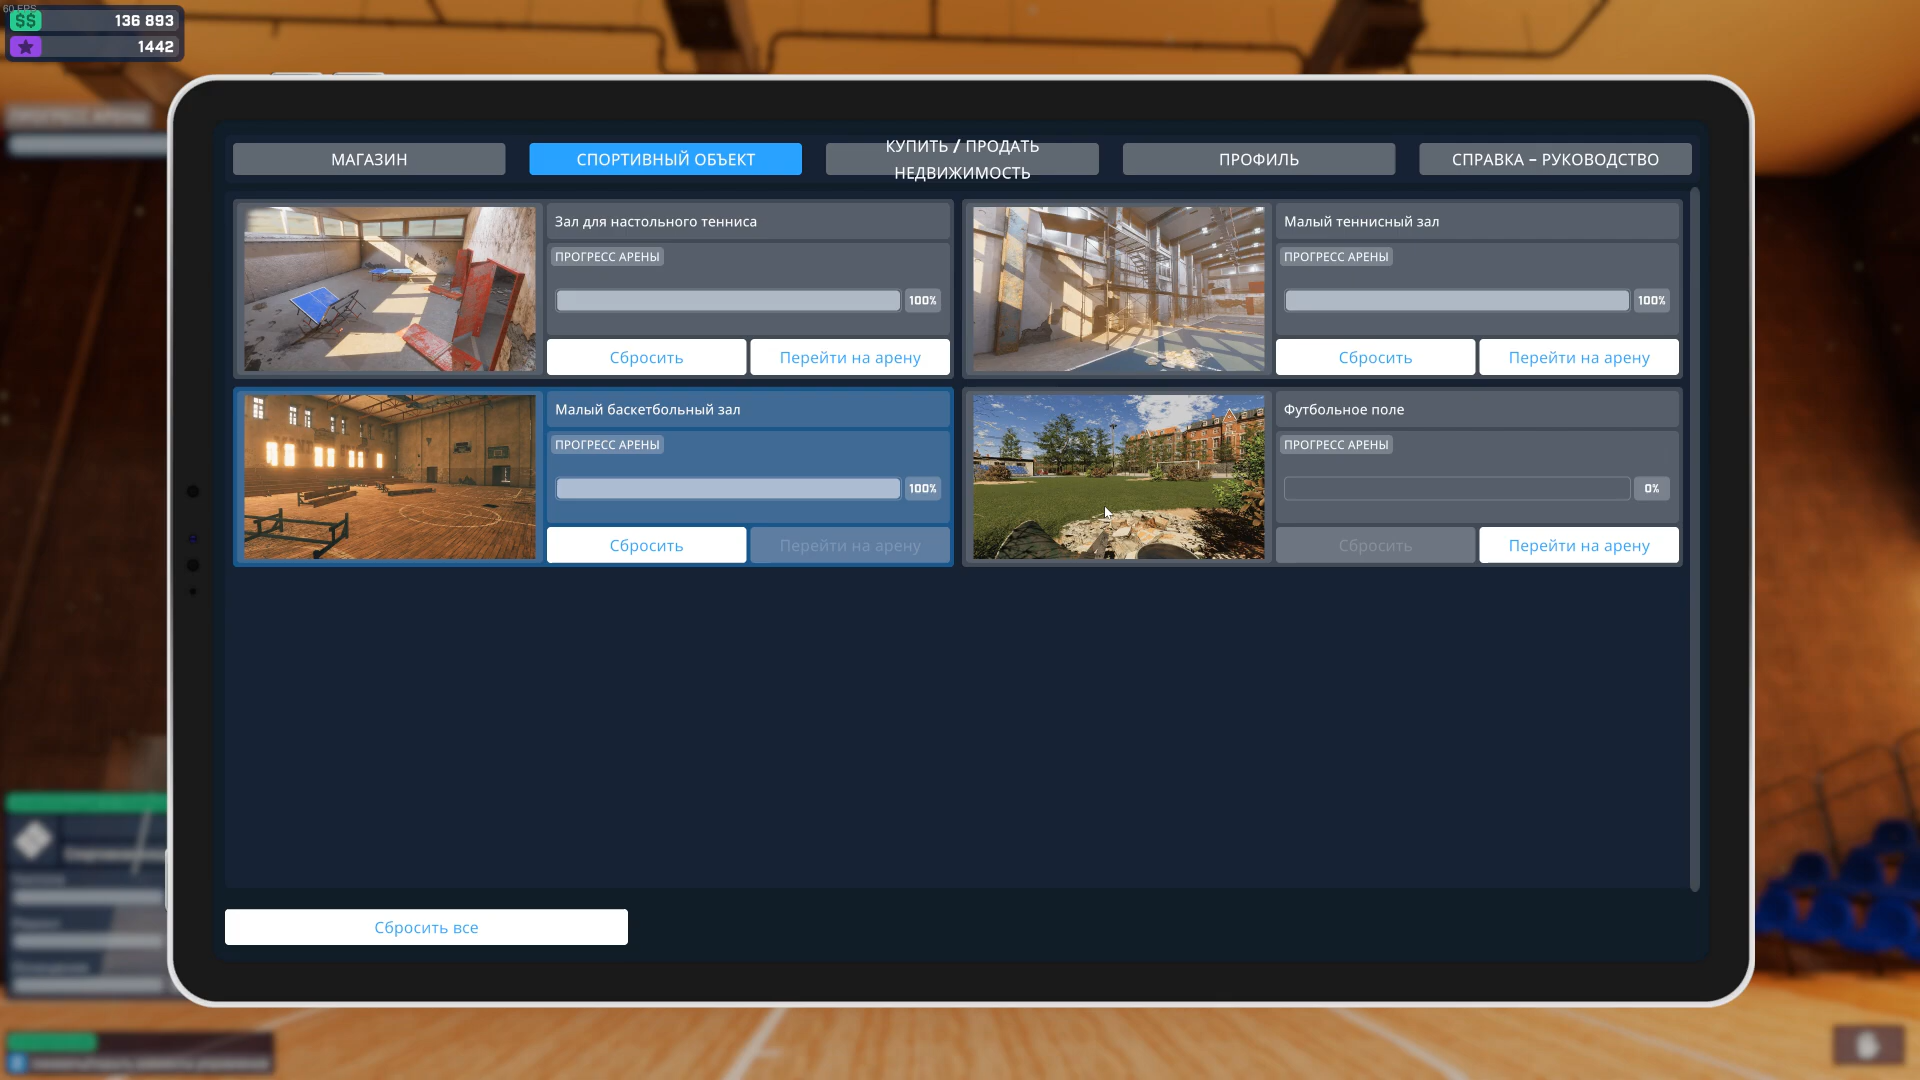 60 FPS
$$ 136 893
1442
ПРОГРЕСС АРЕНЫ
МАГАЗИН
СПОРТИВНЫЙ ОБЪЕКТ
КУПИТЬ / ПРОДАТЬ
НЕДВИЖИМОСТЬ
ПРОФИЛЬ
СПРАВКА – РУКОВОДСТВО
Зал для настольного тенниса
ПРОГРЕСС АРЕНЫ
100%
Сбросить
Перейти на арену
Малый теннисный зал
ПРОГРЕСС АРЕНЫ
100%
Сбросить
Перейти на арену
Малый баскетбольный зал
ПРОГРЕСС АРЕНЫ
100%
Сбросить
Перейти на арену
Футбольное поле
ПРОГРЕСС АРЕНЫ
0%
Сбросить
Перейти на арену
Сбросить все